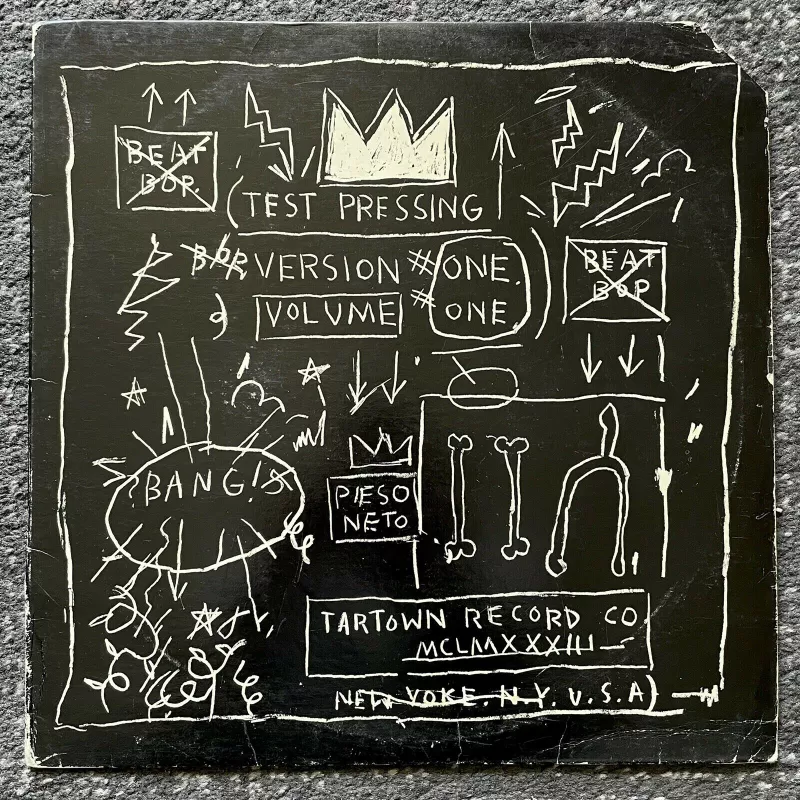 BEAT
BOP.
(TEST PRESSING
BOP VERSION #ONE.
VOLUME # ONE)
BEAT
BOP
?BANG!
PIESO
NETO
TARTOWN RECORD CO.
MCLMXXXIII—
NEW YOKE. N.Y. U.S.A)